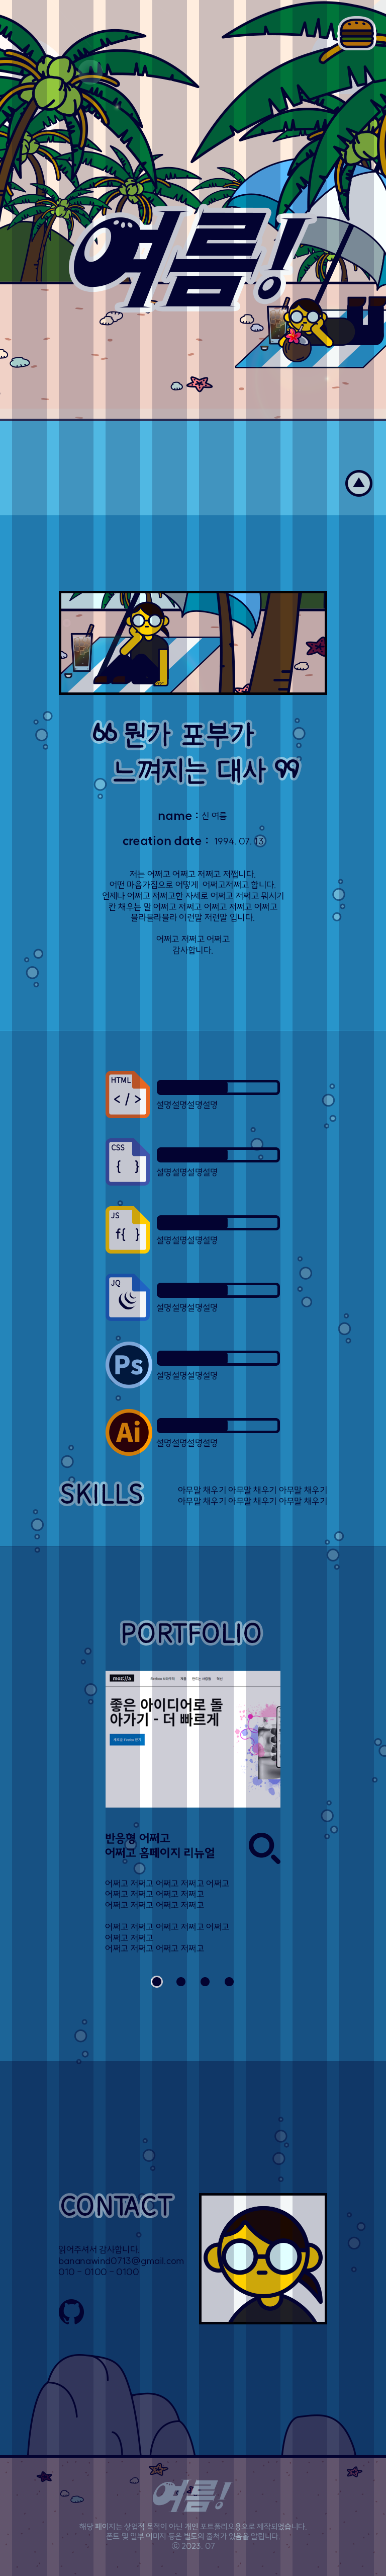 여름!
66 뭔가 포부가
느껴지는 대사 99
name : 신 여름
creation date : 1994. 07. 13
저는 어쩌고 어쩌고 저쩌고 저쩝니다.
어떤 마음가짐으로 어떻게 어쩌고저쩌고 합니다.
언제나 어쩌고 저쩌고한 자세로 어쩌고 저쩌고 뭐시기
칸 채우는 말 어쩌고 저쩌고 어쩌고 저쩌고 어쩌고
블라블라블라 이런말 저런말 입니다.
어쩌고 저쩌고 어쩌고
감사합니다.
HTML
< / >
설명설명설명설명
CSS
{ }
설명설명설명설명
JS
f{ }
설명설명설명설명
JQ
설명설명설명설명
Ps
설명설명설명설명
Ai
설명설명설명설명
SKILLS
아무말 채우기 아무말 채우기 아무말 채우기
아무말 채우기 아무말 채우기 아무말 채우기
PORTFOLIO
moz://a
좋은 아이디어로 돌
아가기 - 더 빠르게
반응형 어쩌고
어쩌고 홈페이지 리뉴얼
어쩌고 저쩌고 어쩌고 저쩌고 어쩌고
어쩌고 저쩌고 어쩌고 저쩌고
어쩌고 저쩌고 어쩌고 저쩌고
어쩌고 저쩌고 어쩌고 저쩌고 어쩌고
어쩌고 저쩌고
어쩌고 저쩌고 어쩌고 저쩌고
CONTACT
읽어주셔서 감사합니다.
bananawind0713@gmail.com
010 - 0100 - 0100
여름!
해당 페이지는 상업적 목적이 아닌 개인 포트폴리오용으로 제작되었습니다.
폰트 및 일부 이미지 등은 별도의 출처가 있음을 알립니다.
ⓒ 2023. 07